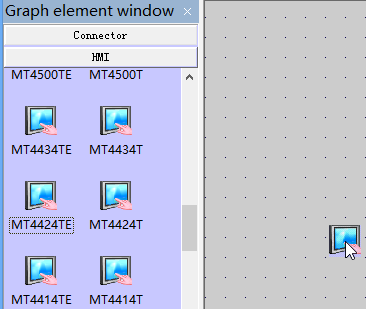 Graph element window
Connector
HMI
MT4500TE MT4500T
MT4434TE MT4434T
MT4424TE MT4424T
MT4414TE MT4414T